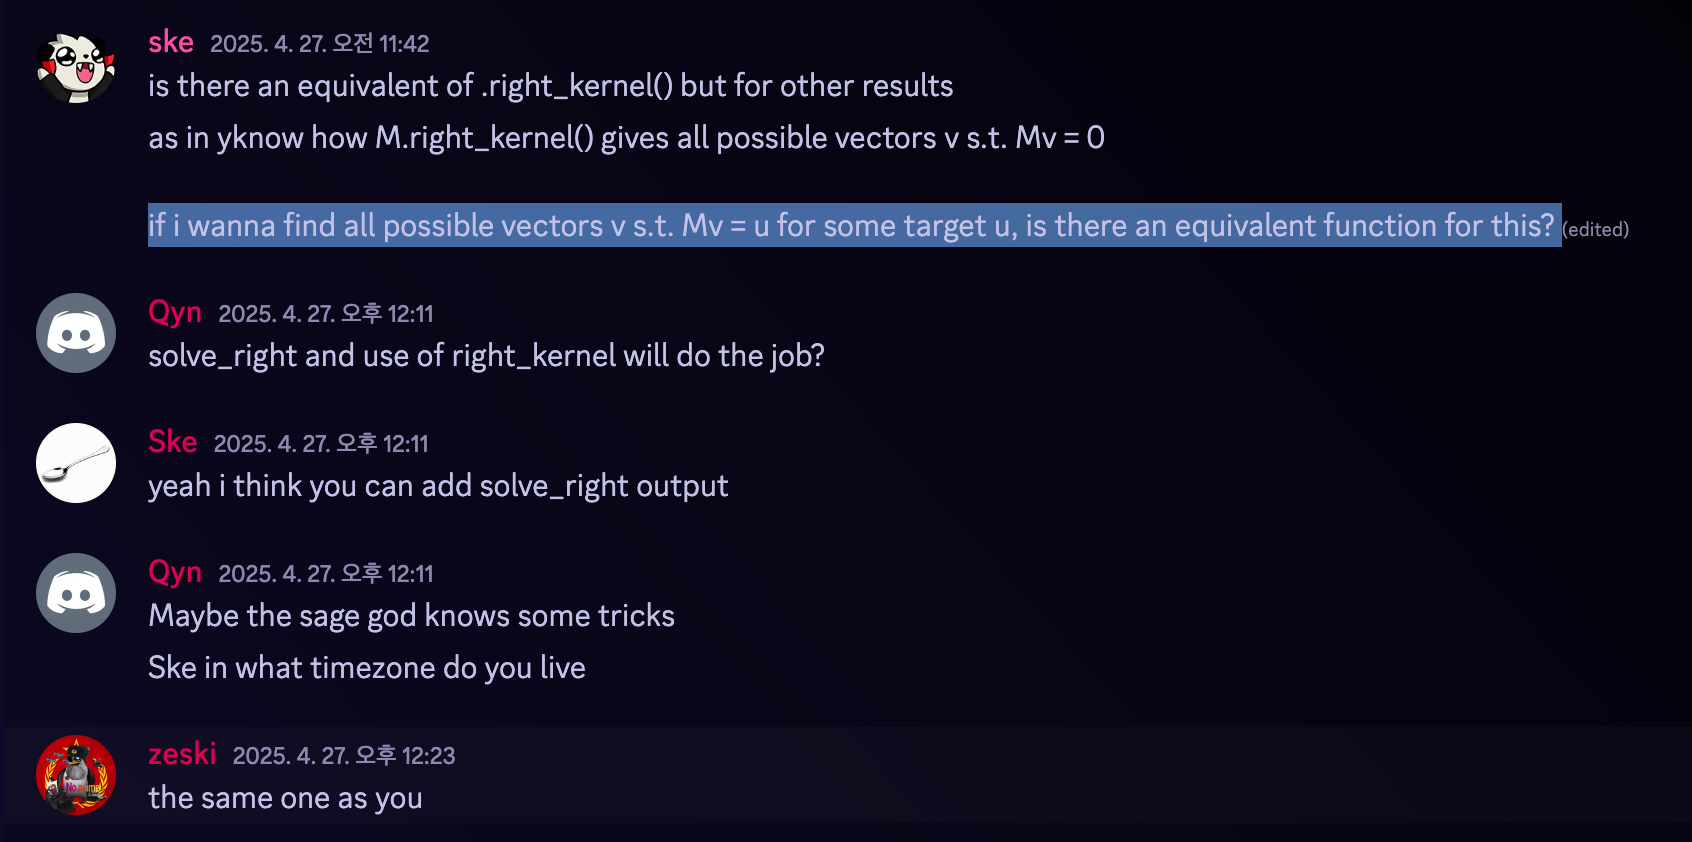 ske 2025. 4. 27. 오전 11:42
is there an equivalent of .right_kernel() but for other results
as in yknow how M.right_kernel() gives all possible vectors v s.t. Mv = 0
if i wanna find all possible vectors v s.t. Mv = u for some target u, is there an equivalent function for this? (edited)
Qyn 2025. 4. 27. 오후 12:11
solve_right and use of right_kernel will do the job?
Ske 2025. 4. 27. 오후 12:11
yeah i think you can add solve_right output
Qyn 2025. 4. 27. 오후 12:11
Maybe the sage god knows some tricks
Ske in what timezone do you live
zeski 2025. 4. 27. 오후 12:23
the same one as you